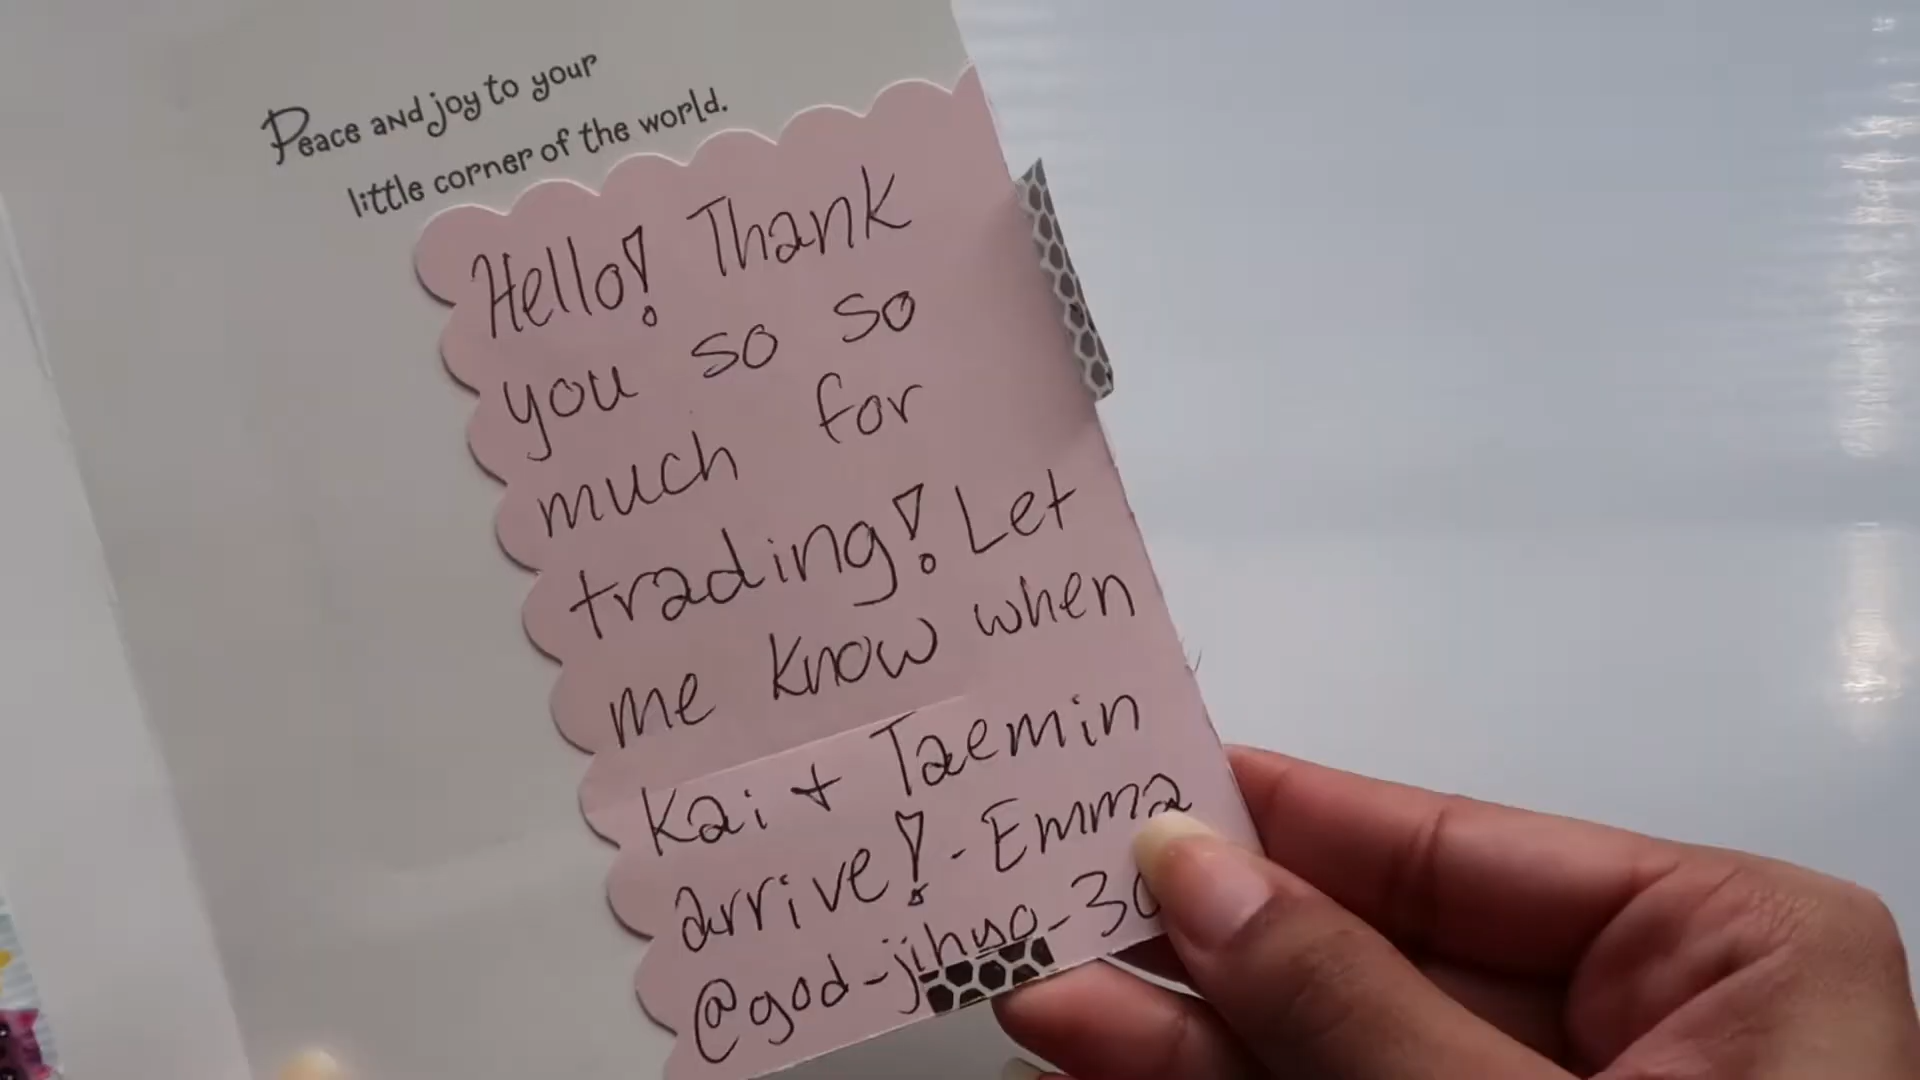 Peace and joy to your
little corner of the world.
Hello! Thank
you so so
much for
trading! Let
me know when
Kai + Taemin
arrive! - Emma
@god-jihyo-30